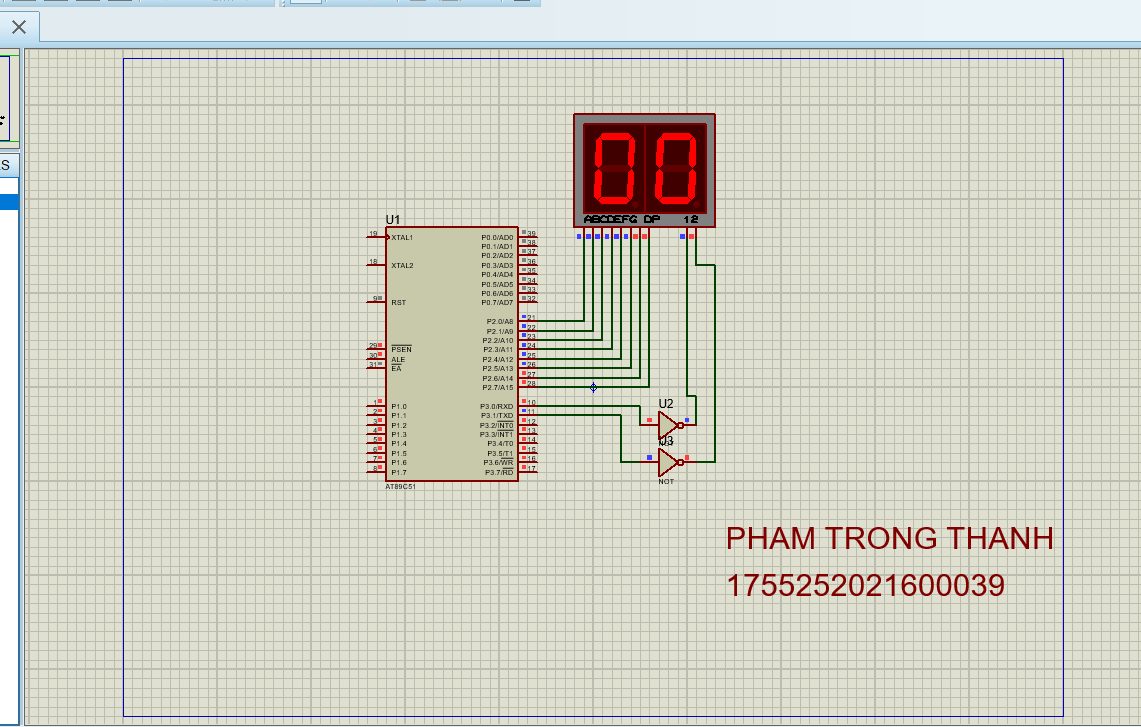 S
00
ABCDEFG DP 12
U1
19 XTAL1
18 XTAL2
9 RST
29 PSEN
30 ALE
31 EA
1 P1.0
2 P1.1
3 P1.2
4 P1.3
5 P1.4
6 P1.5
7 P1.6
8 P1.7
P0.0/AD0 39
P0.1/AD1 38
P0.2/AD2 37
P0.3/AD3 36
P0.4/AD4 35
P0.5/AD5 34
P0.6/AD6 33
P0.7/AD7 32
P2.0/A8 21
P2.1/A9 22
P2.2/A10 23
P2.3/A11 24
P2.4/A12 25
P2.5/A13 26
P2.6/A14 27
P2.7/A15 28
P3.0/RXD 10
P3.1/TXD 11
P3.2/INT0 12
P3.3/INT1 13
P3.4/T0 14
P3.5/T1 15
P3.6/WR 16
P3.7/RD 17
AT89C51
U2
U3
NOT
PHAM TRONG THANH
1755252021600039